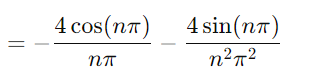 = −\frac{4\cos(n\pi)}{n\pi} − \frac{4\sin(n\pi)}{n^2\pi^2}